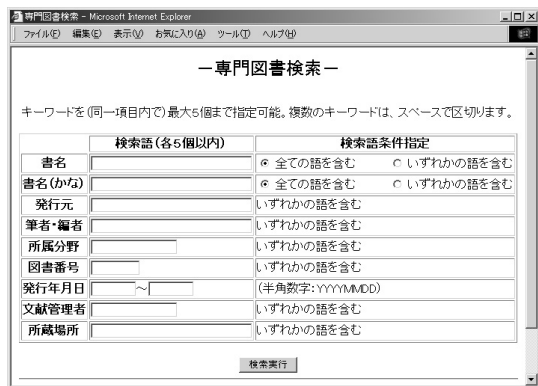 専門図書検索 - Microsoft Internet Explorer
ファイル(F) 編集(E) 表示(V) お気に入り(A) ツール(T) ヘルプ(H)
－専門図書検索－
キーワードを(同一項目内で)最大5個まで指定可能。複数のキーワードは、スペースで区切ります。
検索語(各5個以内) 検索語条件指定
書名 全ての語を含む いずれかの語を含む
書名(かな) 全ての語を含む いずれかの語を含む
発行元 いずれかの語を含む
筆者・編者 いずれかの語を含む
所属分野 いずれかの語を含む
図書番号 いずれかの語を含む
発行年月日 ～ (半角数字:YYYYMMDD)
文献管理者 いずれかの語を含む
所蔵場所 いずれかの語を含む
検索実行